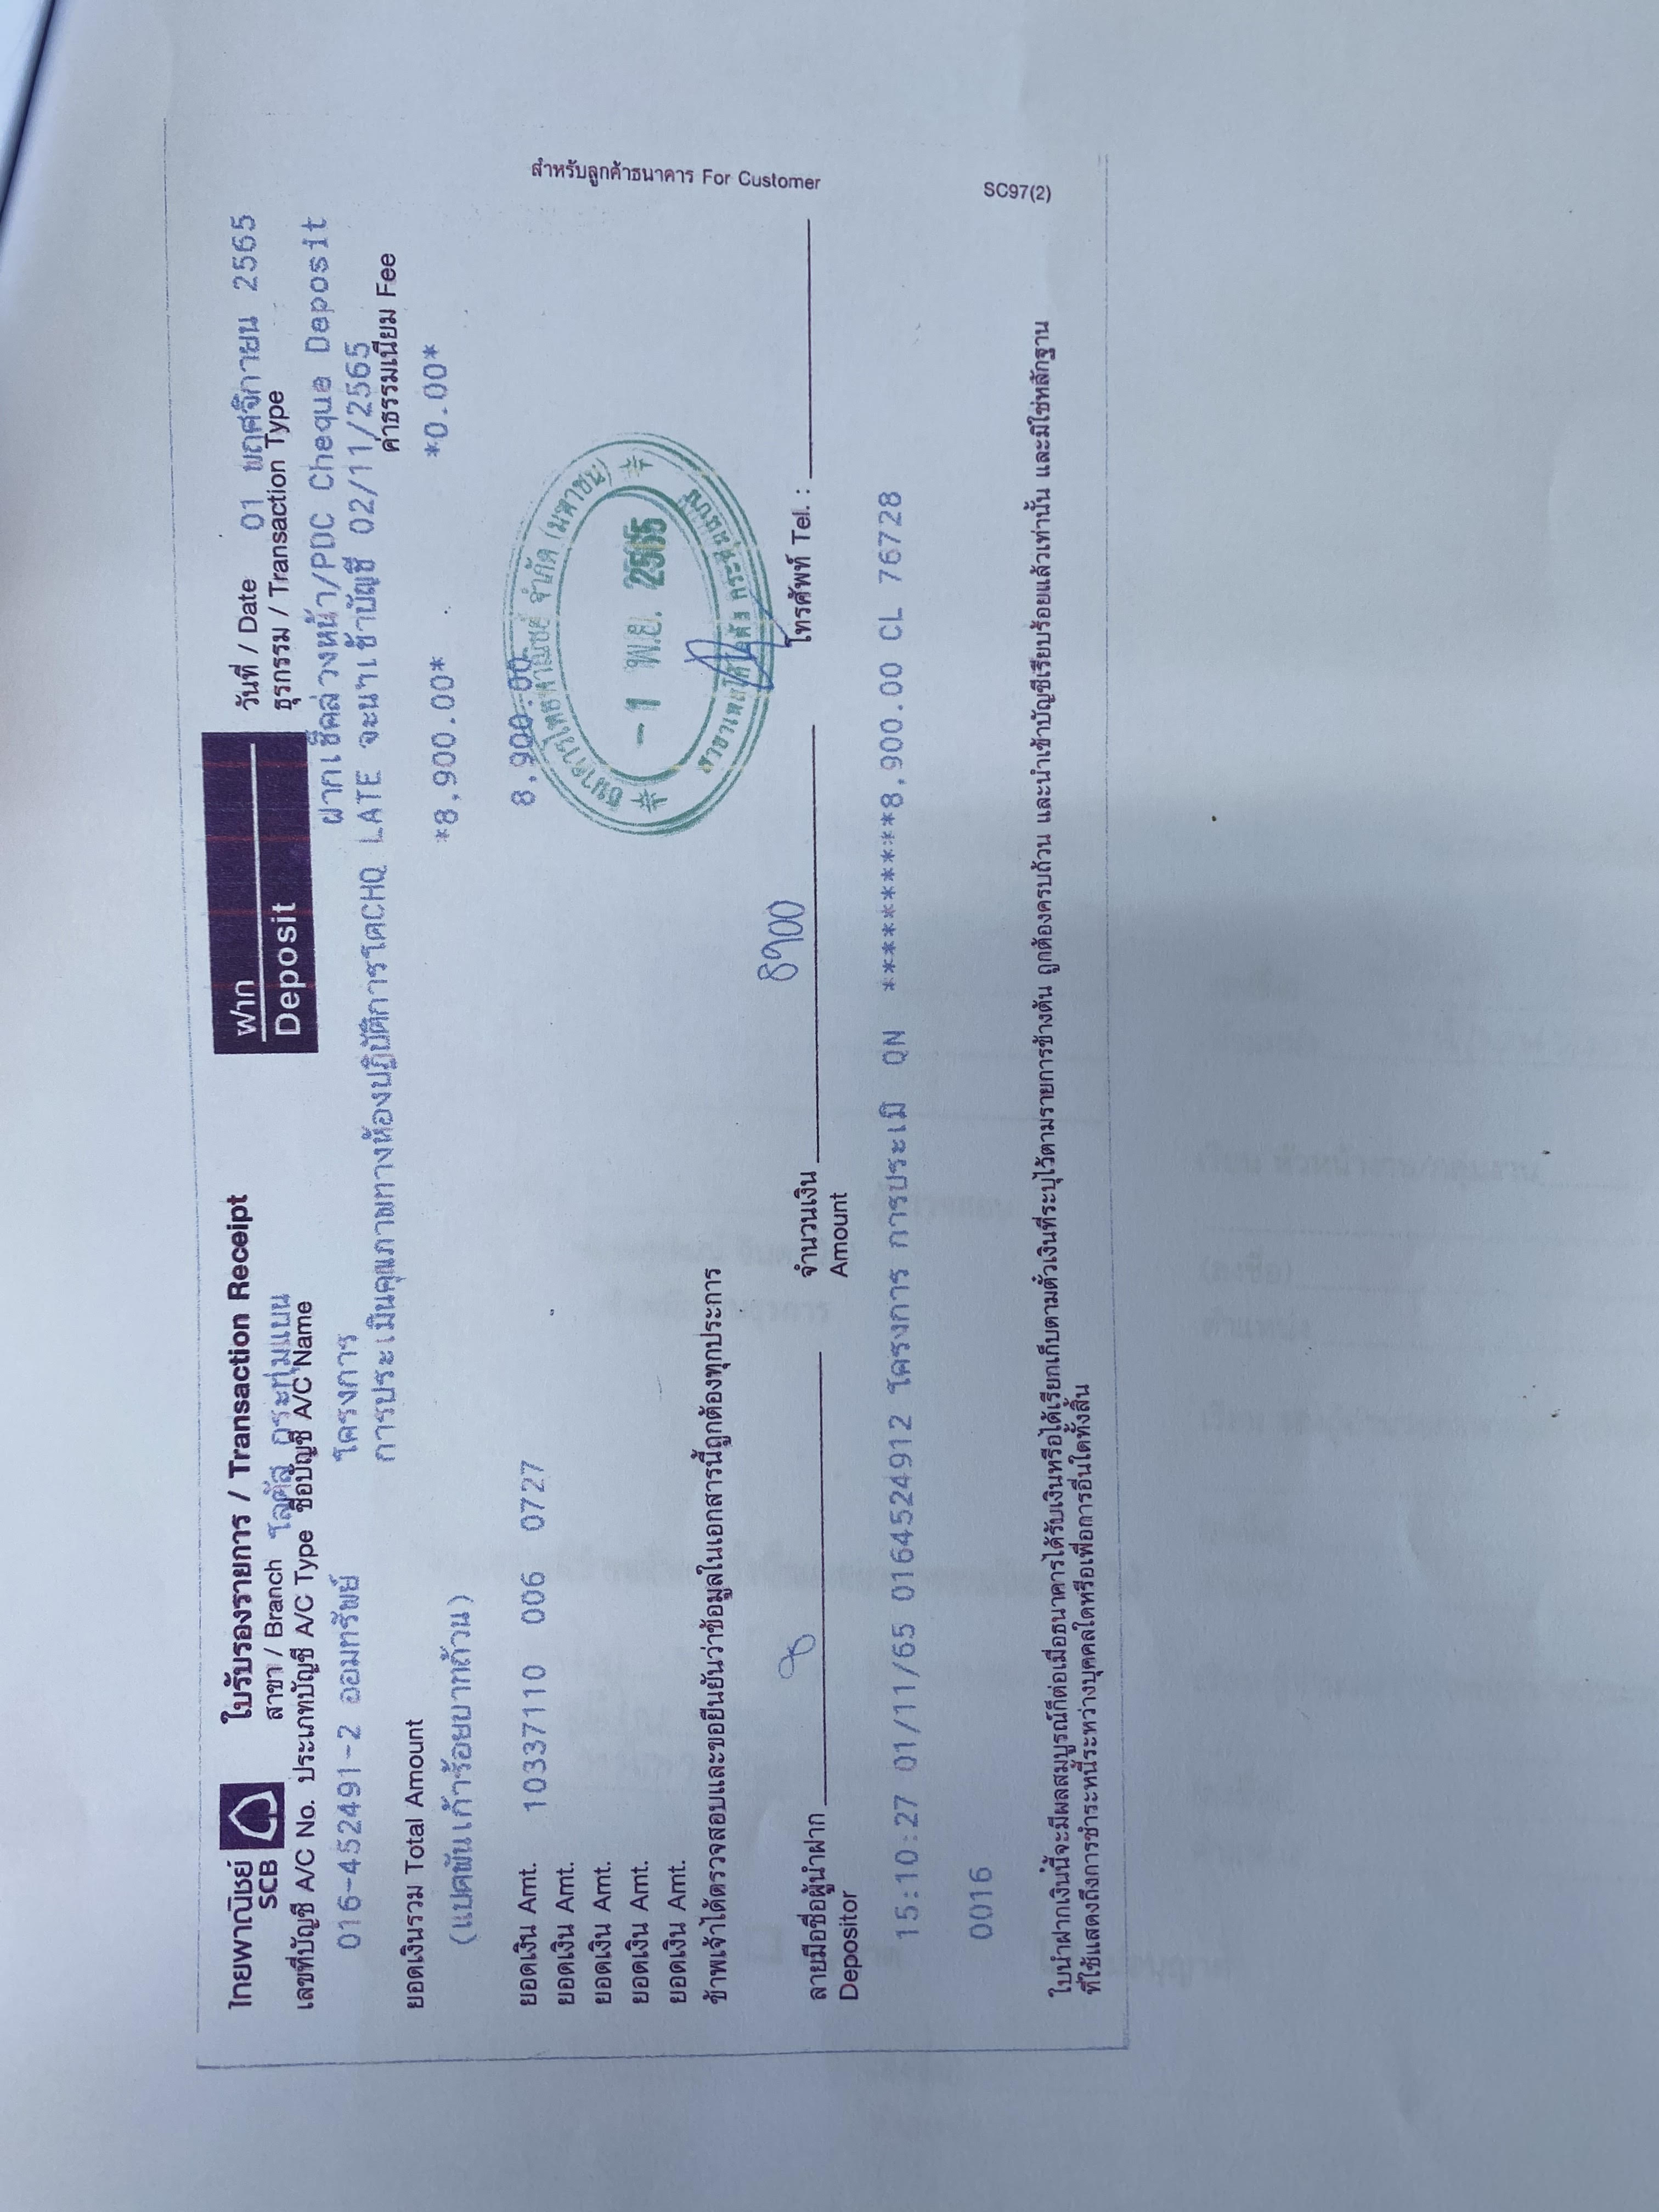 ไทยพาณิชย์
SCB
ใบรับรองรายการ / Transaction Receipt
ฝาก
Deposit
วันที่ / Date 01 พฤศจิกายน 2565
สาขา / Branch โลตัส กระทุ่มแบน
ธุรกรรม / Transaction Type
เลขที่บัญชี A/C No. ประเภทบัญชี A/C Type ชื่อบัญชี A/C Name
ฝากเช็คล่วงหน้า/PDC Cheque Deposit
016-452491-2 ออมทรัพย์ โครงการ
LATE จะนำเข้าบัญชี 02/11/2565
การประเมินคุณภาพทางห้องปฏิบัติการโดCHQ
ยอดเงินรวม Total Amount
ค่าธรรมเนียม Fee
*8,900.00* *0.00*
(แปดพันเก้าร้อยบาทถ้วน)
ยอดเงิน Amt. 10337110 006 0727 8,900.00
ยอดเงิน Amt.
ยอดเงิน Amt.
ยอดเงิน Amt.
ยอดเงิน Amt.
ธนาคารไทยพาณิชย์ จำกัด (มหาชน)
-1 พ.ย. 2565
ข้าพเจ้าได้ตรวจสอบและขอยืนยันว่าข้อมูลในเอกสารนี้ถูกต้องทุกประการ
8900
ลายมือชื่อผู้นำฝาก
Depositor
จำนวนเงิน
Amount
โทรศัพท์ Tel. :
15:10:27 01/11/65 0164524912 โครงการ การประเมิ QN *********8,900.00 CL 76728
0016
ใบนำฝากเงินนี้จะมีผลสมบูรณ์ก็ต่อเมื่อธนาคารได้รับเงินหรือได้เรียกเก็บตามตั๋วเงินที่ระบุไว้ตามรายการข้างต้น ถูกต้องครบถ้วน และนำเข้าบัญชีเรียบร้อยแล้วเท่านั้น และมิใช่หลักฐาน
ที่ใช้แสดงถึงการชำระหนี้ระหว่างบุคคลใดหรือเพื่อการอื่นใดทั้งสิ้น
สำหรับลูกค้าธนาคาร For Customer
SC97(2)